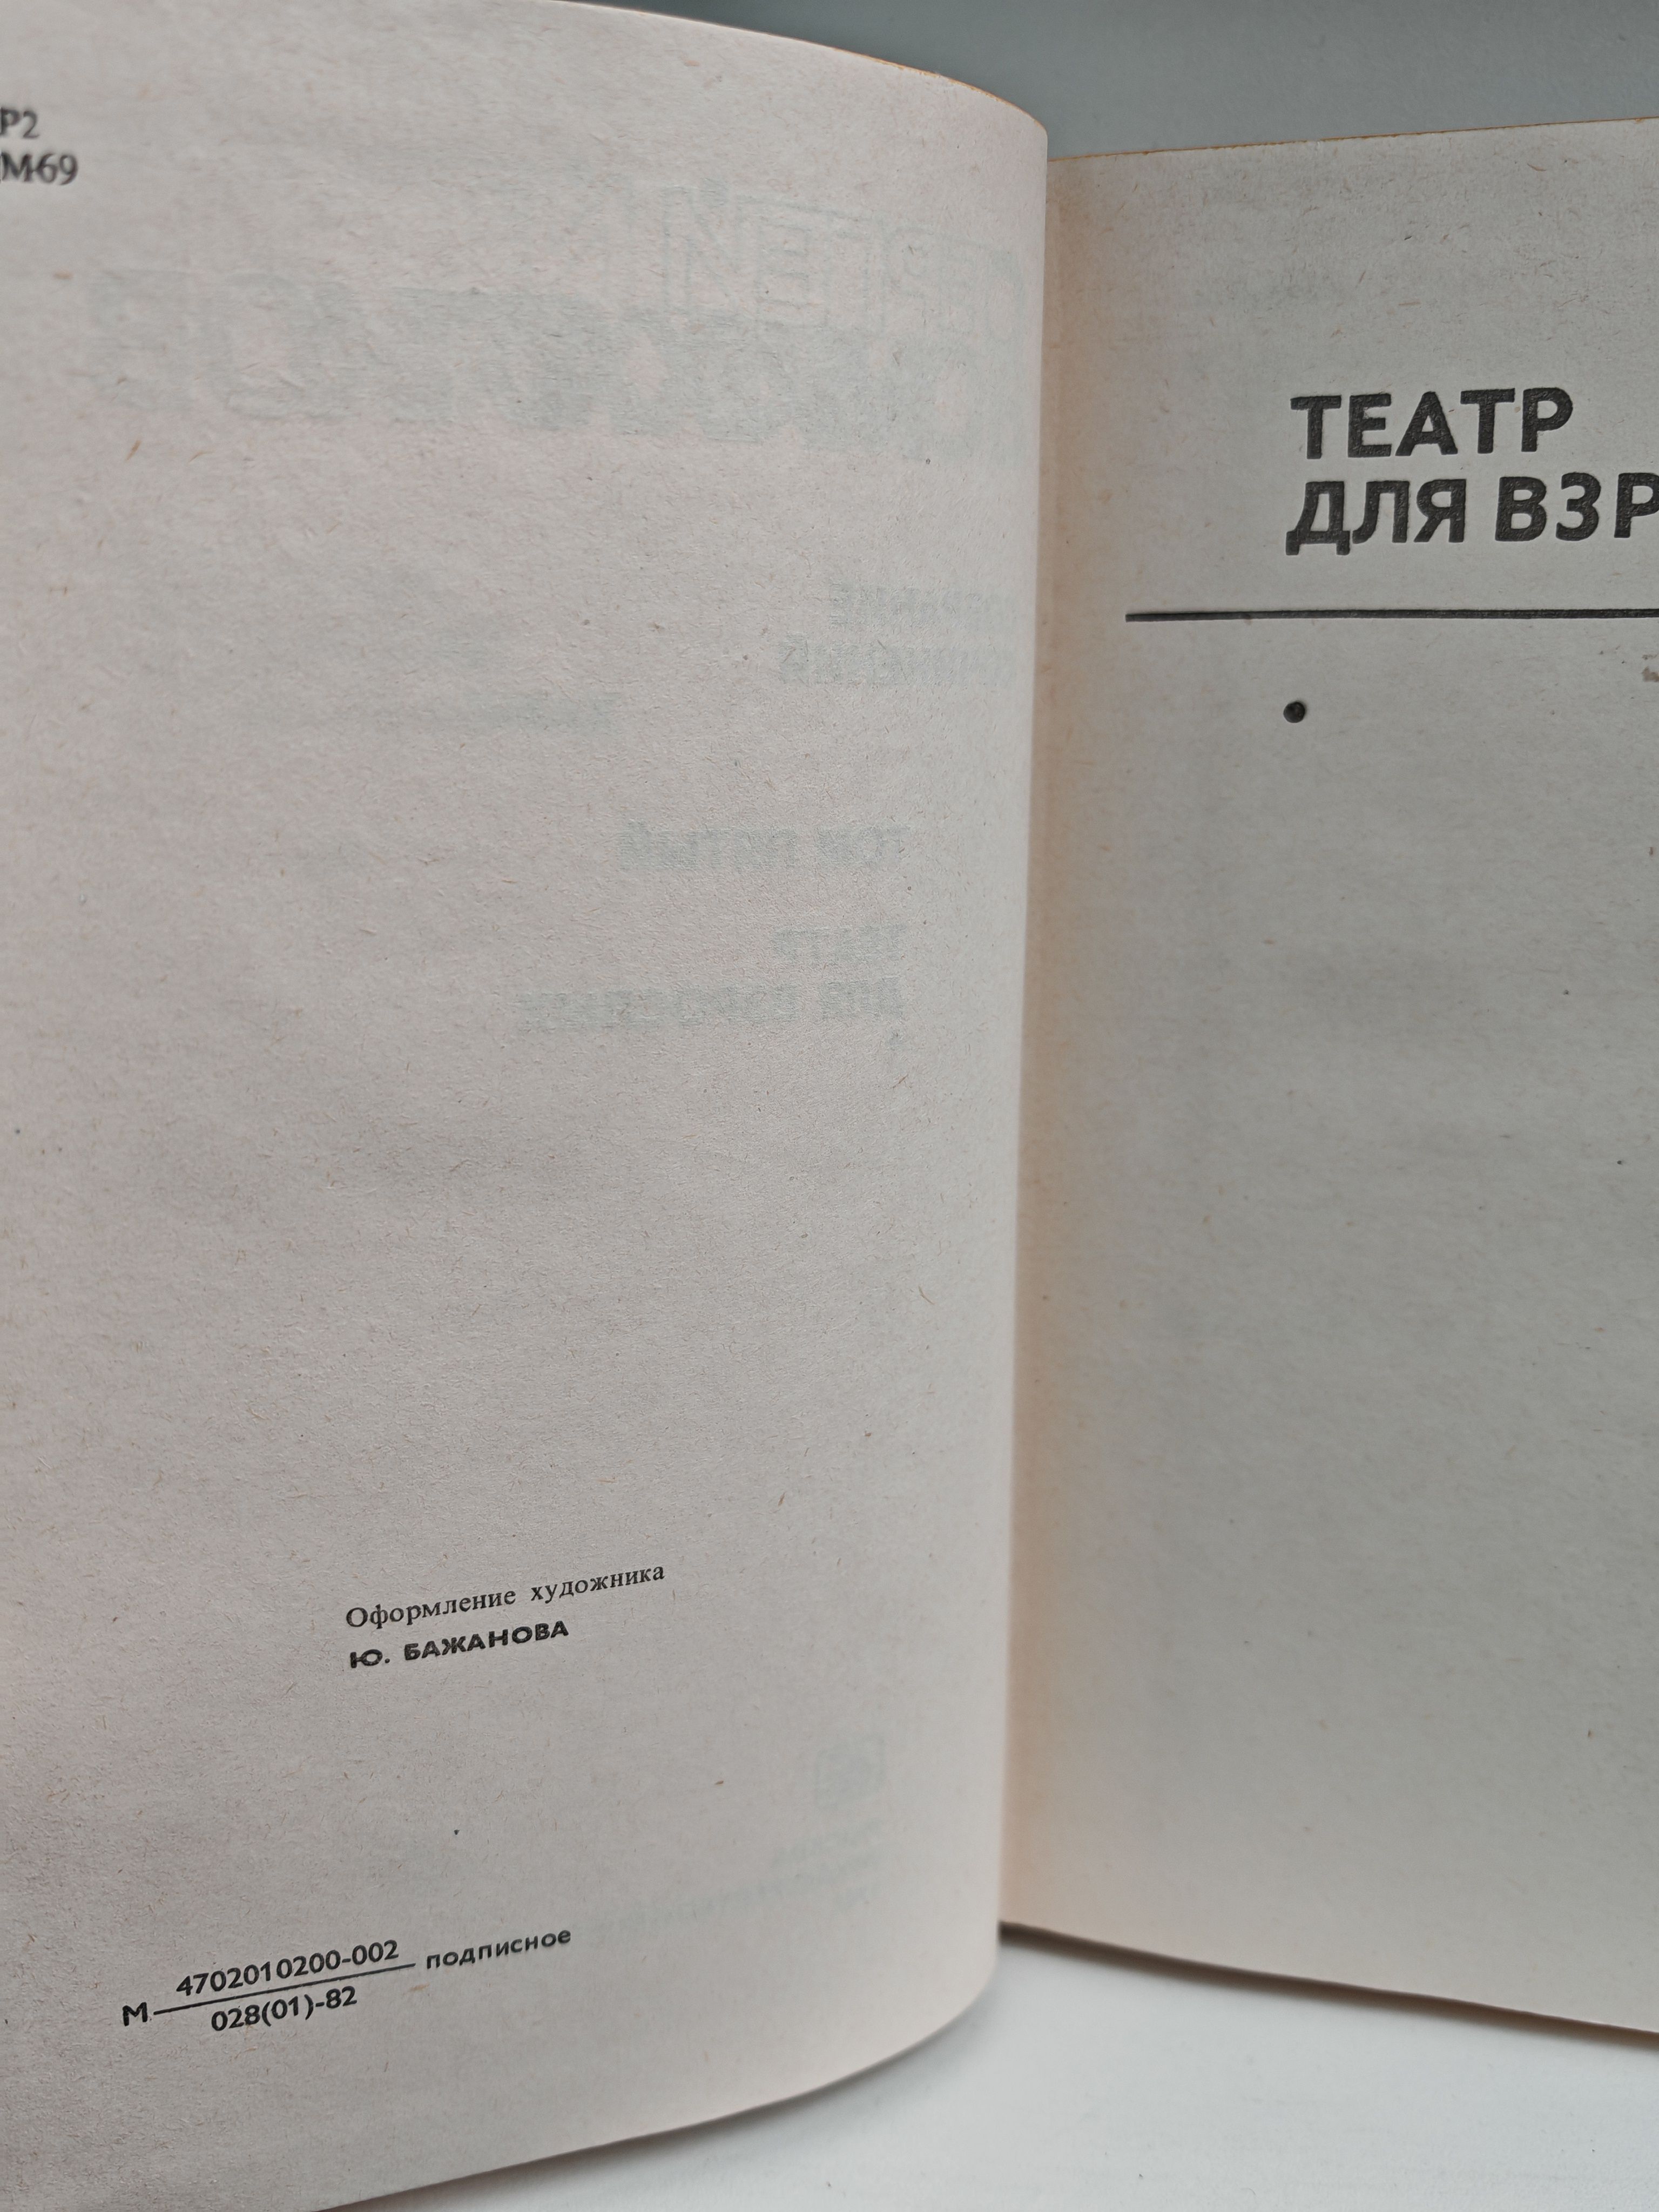 Р2
М69
Оформление художника
Ю. БАЖАНОВА
М 4702010200-002 подписное
028(01)-82
ТЕАТР
ДЛЯ ВЗР